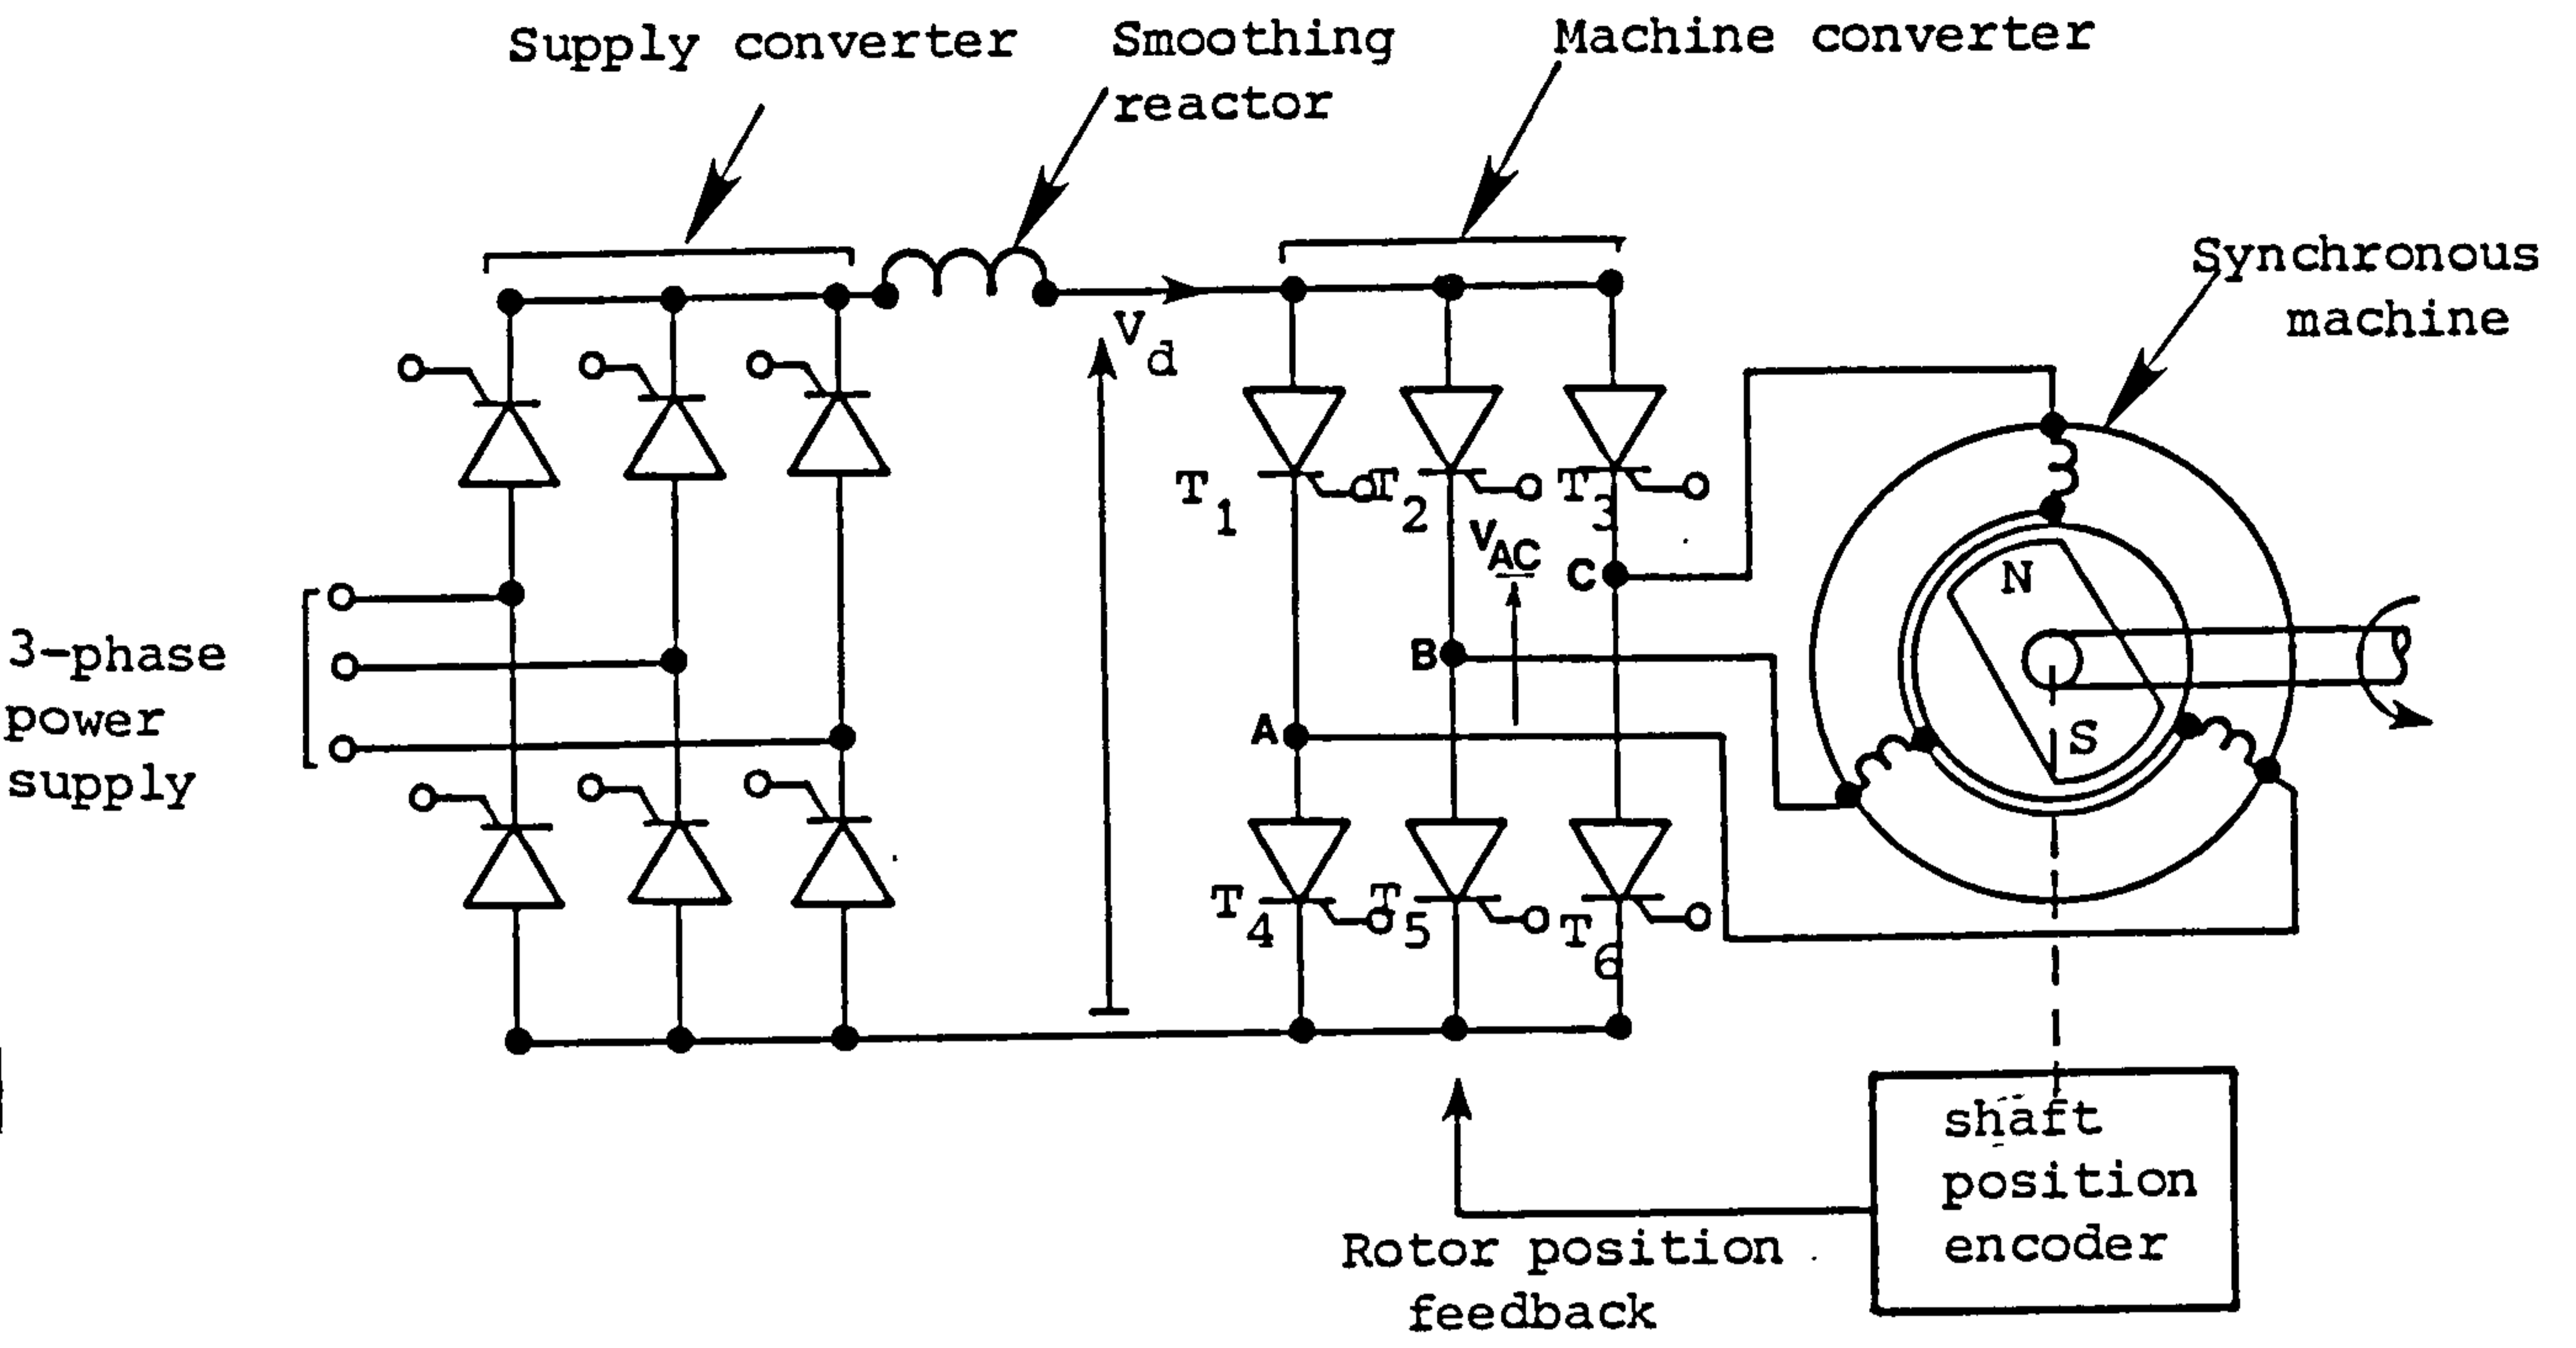 Supply converter
Smoothing
reactor
Machine converter
Synchronous
machine
V
d
T
1
T
2
T
3
V
AC
C
B
A
N
S
3-phase
power
supply
T
4
T
5
T
6
shaft
position
encoder
Rotor position
feedback